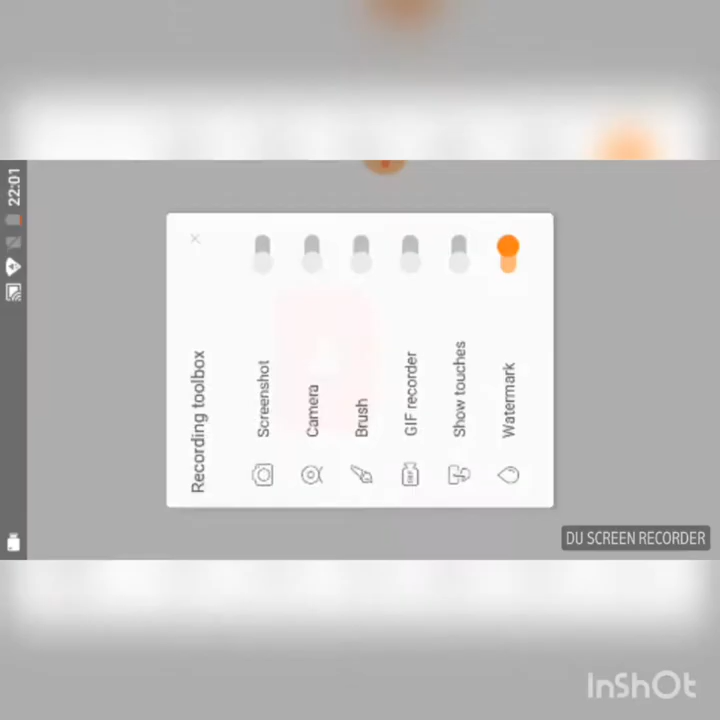 22:01
Recording toolbox
Screenshot
Camera
Brush
GIF recorder
Show touches
Watermark
DU SCREEN RECORDER
InShOt